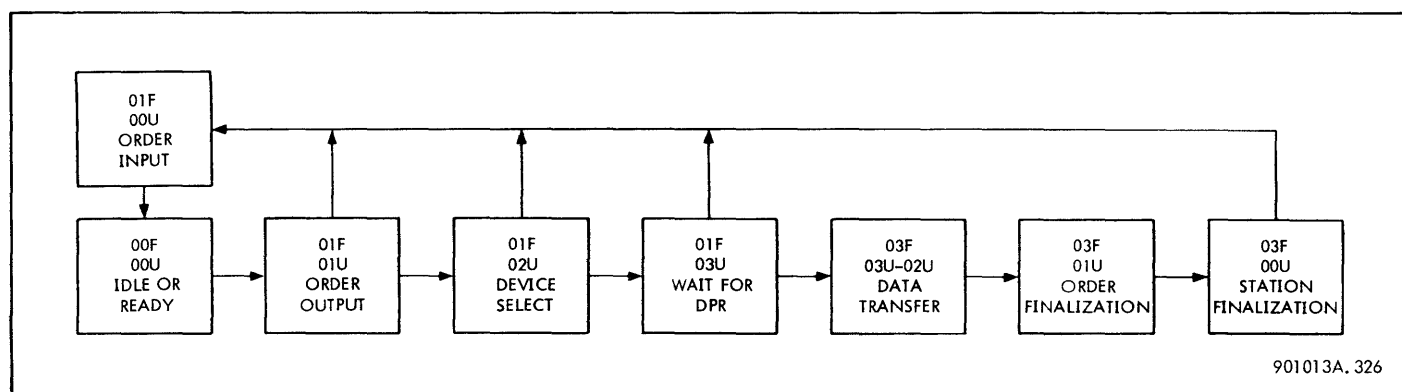 01F
00U
ORDER
INPUT
00F
00U
IDLE OR
READY
01F
01U
ORDER
OUTPUT
01F
02U
DEVICE
SELECT
01F
03U
WAIT FOR
DPR
03F
03U-02U
DATA
TRANSFER
03F
01U
ORDER
FINALIZATION
03F
00U
STATION
FINALIZATION
901013A. 326